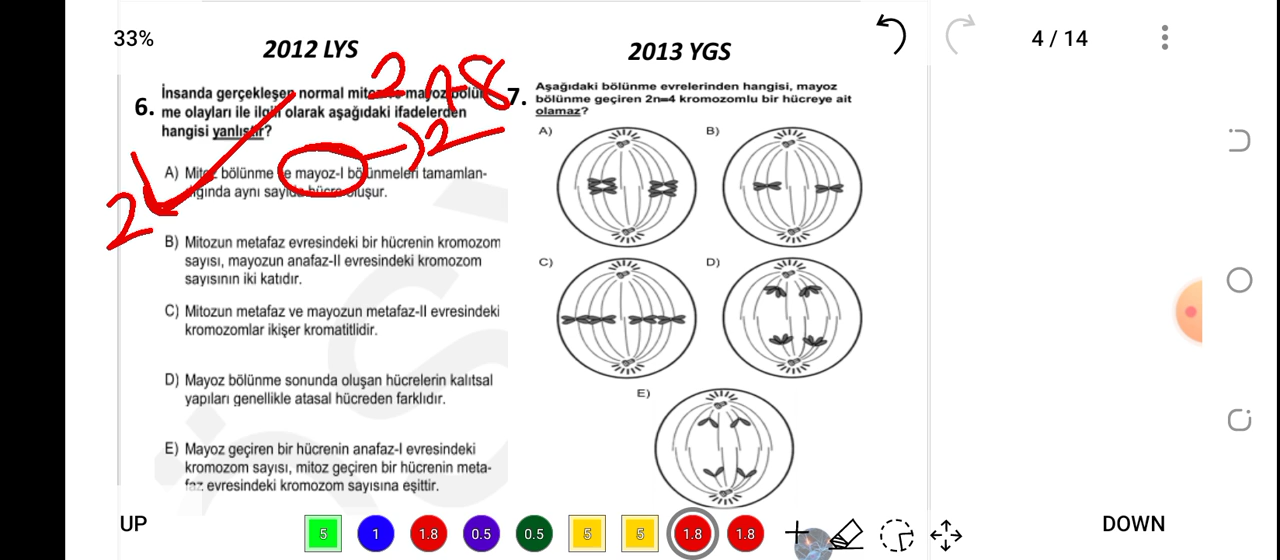 33%
2012 LYS
2013 YGS
4 / 14
6.
İnsanda gerçekleşen normal mitoz ve mayoz bölün-
me olayları ile ilgili olarak aşağıdaki ifadelerden
hangisi yanlıştır?
A) Mitoz bölünme ve mayoz-I bölünmeleri tamamlan-
dığında aynı sayıda hücre oluşur.
B) Mitozun metafaz evresindeki bir hücrenin kromozom
sayısı, mayozun anafaz-II evresindeki kromozom
sayısının iki katıdır.
C) Mitozun metafaz ve mayozun metafaz-II evresindeki
kromozomlar ikişer kromatitlidir.
D) Mayoz bölünme sonunda oluşan hücrelerin kalıtsal
yapıları genellikle atasal hücreden farklıdır.
E) Mayoz geçiren bir hücrenin anafaz-I evresindeki
kromozom sayısı, mitoz geçiren bir hücrenin meta-
faz evresindeki kromozom sayısına eşittir.
2
2
7.
Aşağıdaki bölünme evrelerinden hangisi, mayoz
bölünme geçiren 2n=4 kromozomlu bir hücreye ait
olamaz?
A)
B)
C)
D)
E)
UP
5
1
1.8
0.5
0.5
5
5
1.8
1.8
DOWN